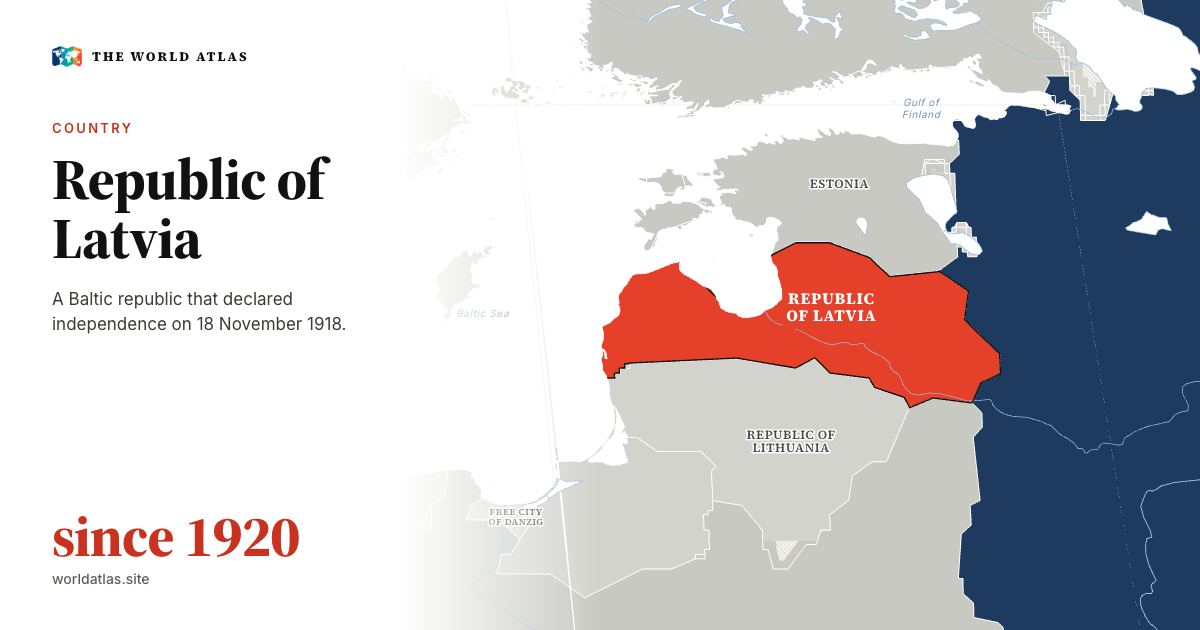 THE WORLD ATLAS
COUNTRY
Republic of
Latvia
A Baltic republic that declared
independence on 18 November 1918.
since 1920
worldatlas.site
Gulf of
Finland
ESTONIA
Baltic Sea
REPUBLIC
OF LATVIA
REPUBLIC OF
LITHUANIA
FREE CITY
OF DANZIG